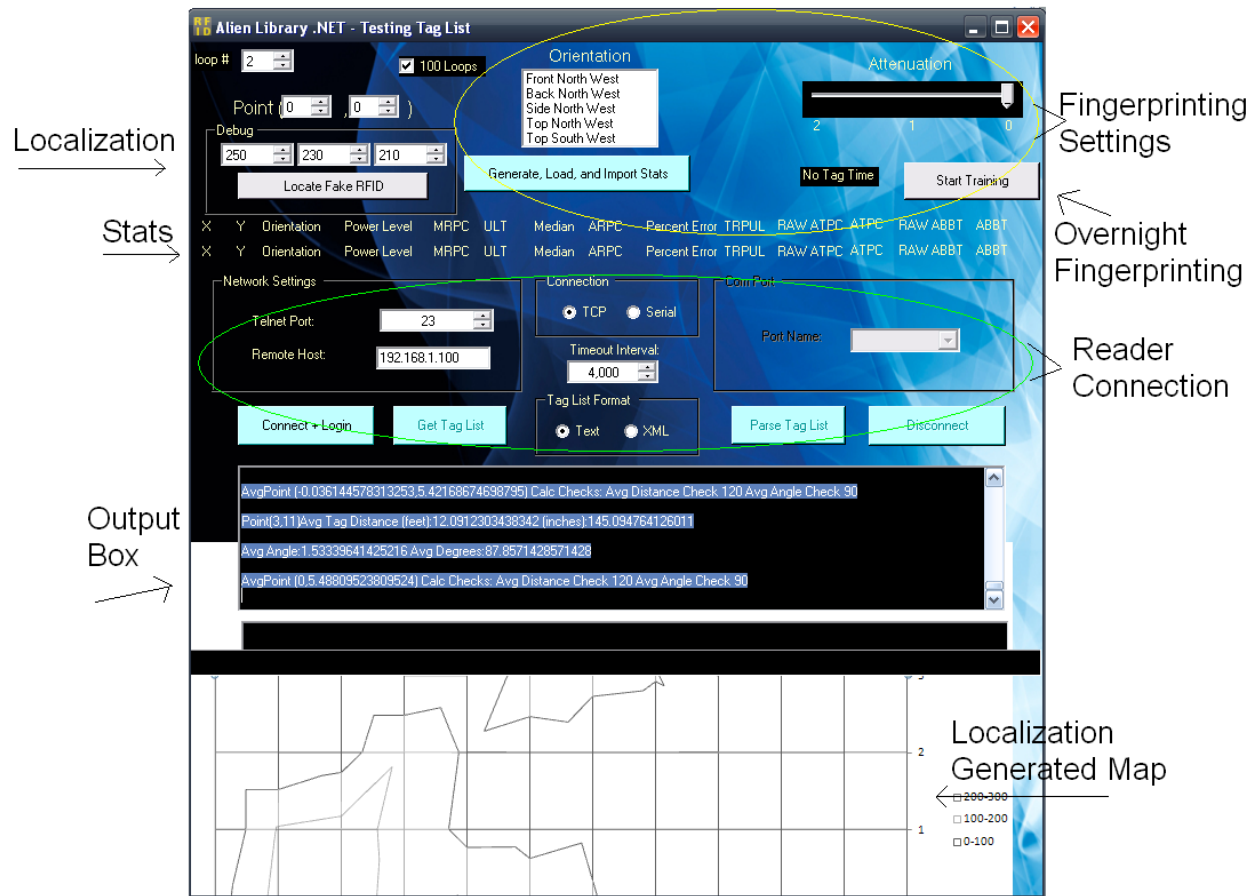 RF
ID Alien Library .NET - Testing Tag List
loop # 2
100 Loops
Orientation
Attenuation
Front North West
Back North West
Side North West
Top North West
Top South West
Point ( 0 , 0 )
2 1 0
Fingerprinting
Settings
Localization
Debug
250 230 210
Locate Fake RFID
Generate, Load, and Import Stats
No Tag Time
Start Training
Overnight
Fingerprinting
Stats
X Y Orientation Power Level MRPC ULT Median ARPC Percent Error TRPUL RAW ATPC ATPC RAW ABBT ABBT
X Y Orientation Power Level MRPC ULT Median ARPC Percent Error TRPUL RAW ATPC ATPC RAW ABBT ABBT
Network Settings
Telnet Port: 23
Remote Host: 192.168.1.100
Connection
TCP Serial
Timeout Interval:
4,000
Com Port
Port Name:
Reader
Connection
Tag List Format
Text XML
Connect + Login
Get Tag List
Parse Tag List
Disconnect
Output
Box
AvgPoint (-0.036144578313253,5.42168674698795) Calc Checks: Avg Distance Check 120 Avg Angle Check 90
Point(3,11)Avg Tag Distance (feet):12.0912303438342 (inches):145.094764126011
Avg Angle:1.53339641425216 Avg Degrees:87.8571428571428
AvgPoint (0,5.48809523809524) Calc Checks: Avg Distance Check 120 Avg Angle Check 90
2
1
Localization
Generated Map
200-300
100-200
0-100